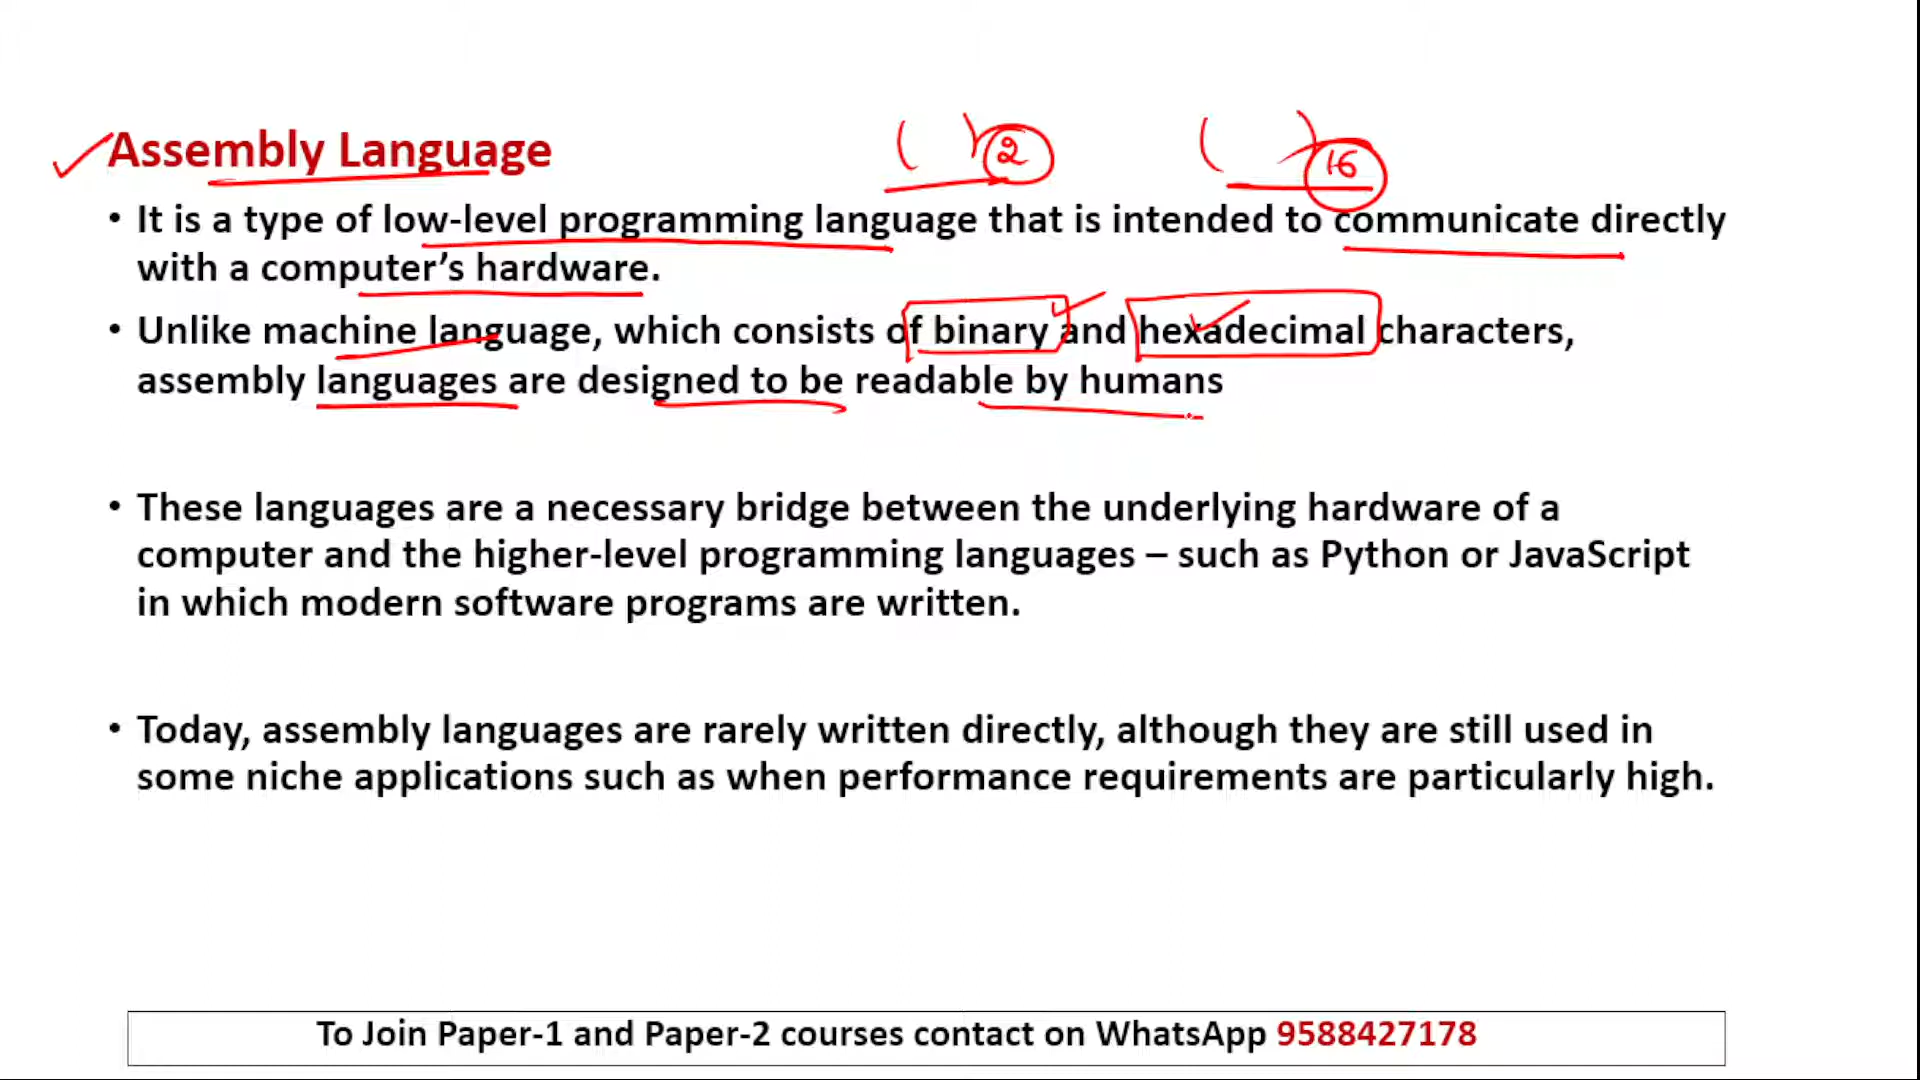 ( )2 ( )16
Assembly Language
• It is a type of low-level programming language that is intended to communicate directly
with a computer’s hardware.
• Unlike machine language, which consists of binary and hexadecimal characters,
assembly languages are designed to be readable by humans
• These languages are a necessary bridge between the underlying hardware of a
computer and the higher-level programming languages – such as Python or JavaScript
in which modern software programs are written.
• Today, assembly languages are rarely written directly, although they are still used in
some niche applications such as when performance requirements are particularly high.
To Join Paper-1 and Paper-2 courses contact on WhatsApp 9588427178